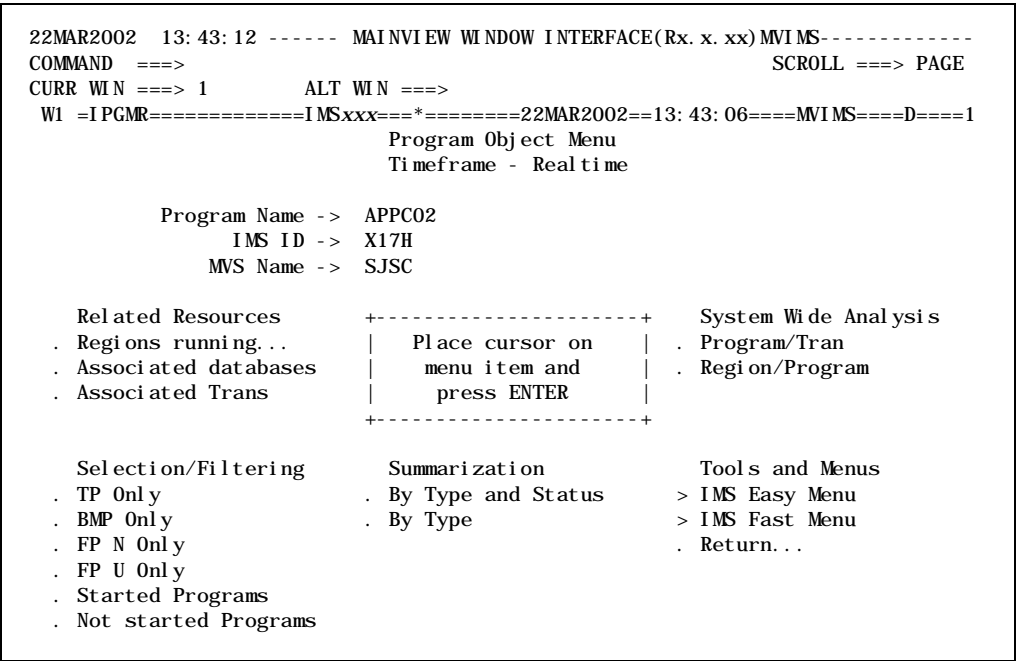 22MAR2002  13:43:12 ------ MAINVIEW WINDOW INTERFACE(Rx.x.xx)MVIMS-------------
COMMAND  ===>                                                 SCROLL ===> PAGE
CURR WIN ===> 1        ALT WIN ===>
 W1 =IPGMR=============IMSxxx===*========22MAR2002==13:43:06====MVIMS====D====1
                              Program Object Menu
                              Timeframe - Realtime

           Program Name ->  APPC02
                 IMS ID ->  X17H
               MVS Name ->  SJSC

    Related Resources       +----------------------+    System Wide Analysis
  . Regions running...      |   Place cursor on    |  . Program/Tran
  . Associated databases    |    menu item and     |  . Region/Program
  . Associated Trans        |     press ENTER      |
                            +----------------------+

    Selection/Filtering       Summarization             Tools and Menus
  . TP Only                 . By Type and Status      > IMS Easy Menu
  . BMP Only                . By Type                 > IMS Fast Menu
  . FP N Only                                         . Return...
  . FP U Only
  . Started Programs
  . Not started Programs